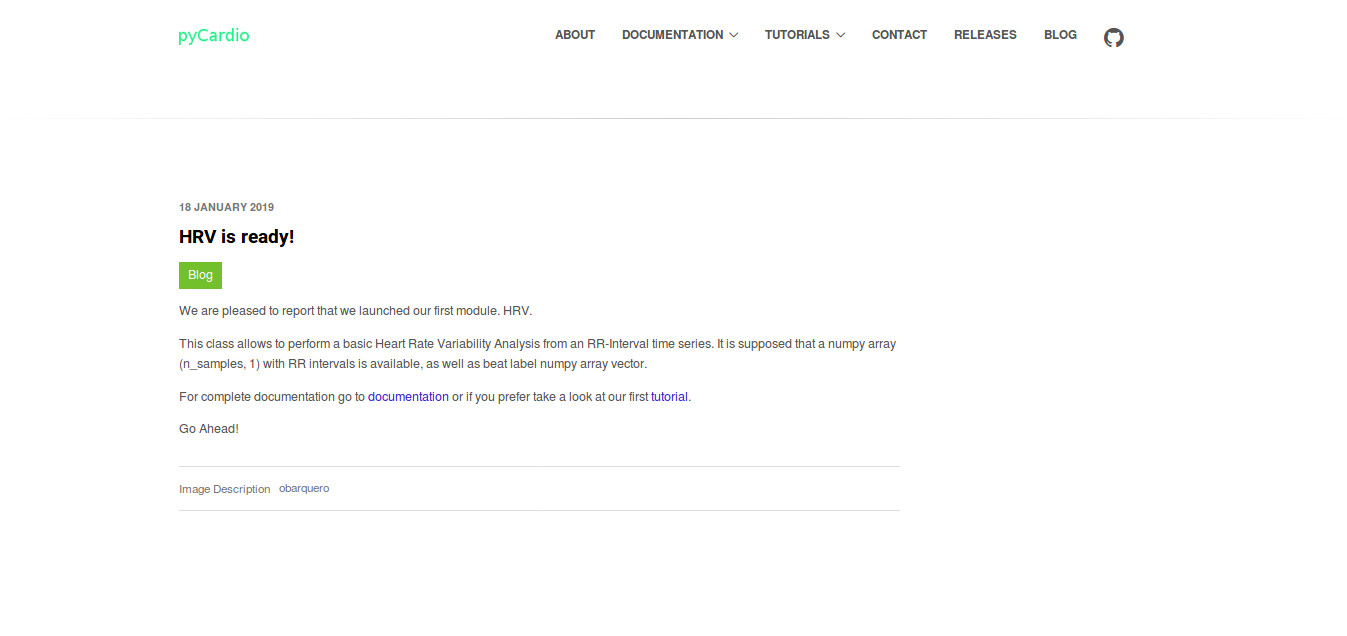 pyCardio
ABOUT DOCUMENTATION TUTORIALS CONTACT RELEASES BLOG
18 JANUARY 2019
HRV is ready!
Blog
We are pleased to report that we launched our first module. HRV.
This class allows to perform a basic Heart Rate Variability Analysis from an RR-Interval time series. It is supposed that a numpy array
(n_samples, 1) with RR intervals is available, as well as beat label numpy array vector.
For complete documentation go to documentation or if you prefer take a look at our first tutorial.
Go Ahead!
Image Description obarquero